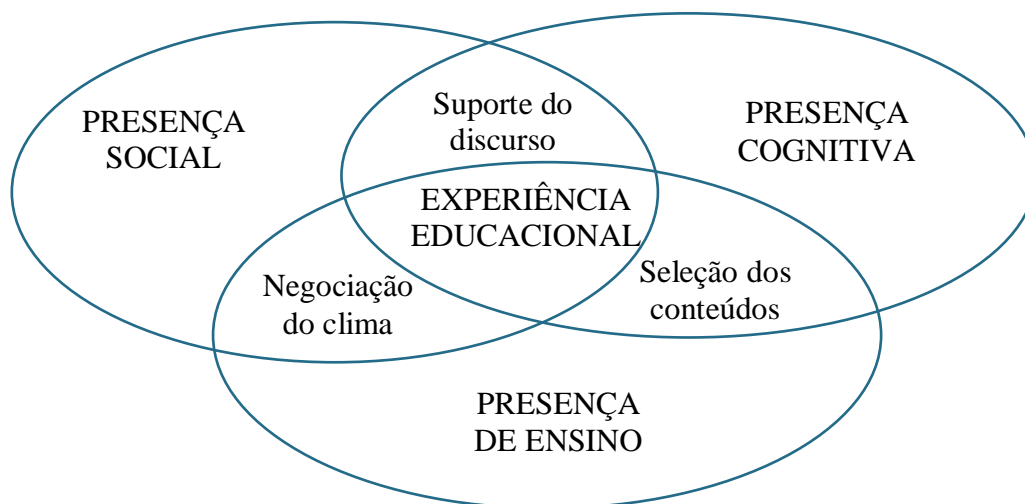 PRESENÇA
SOCIAL
Suporte do
discurso
PRESENÇA
COGNITIVA
EXPERIÊNCIA
EDUCACIONAL
Negociação
do clima
Seleção dos
conteúdos
PRESENÇA
DE ENSINO